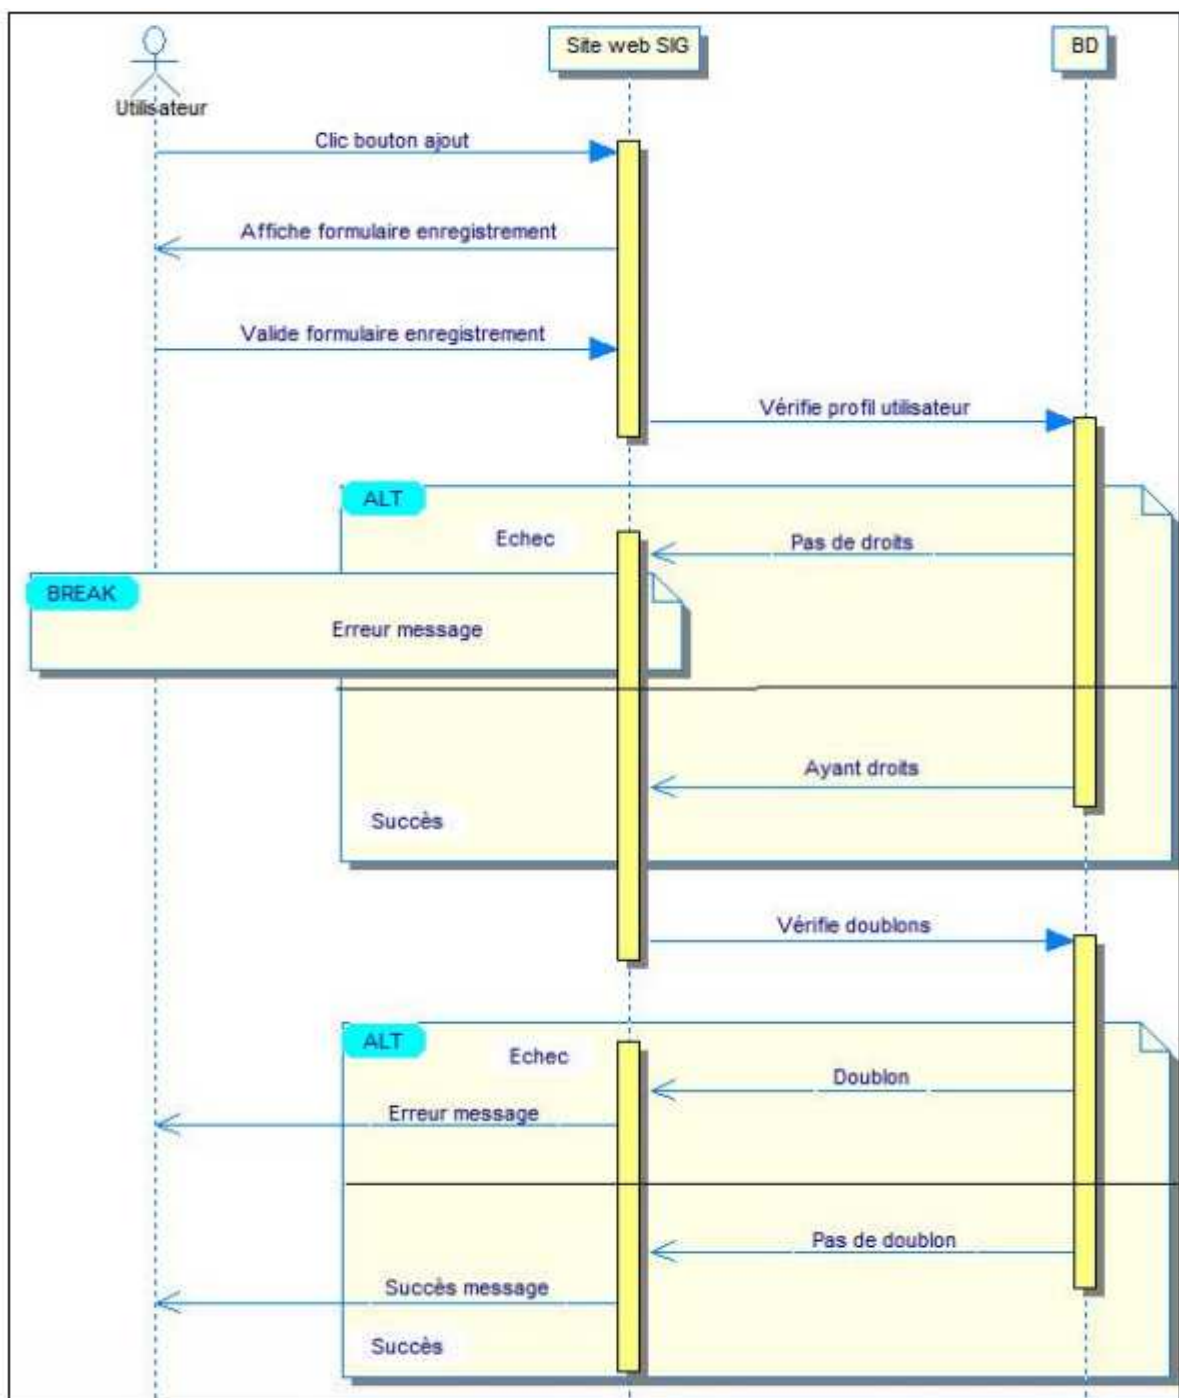 Site web SIG
BD
Utilisateur
Clic bouton ajout
Affiche formulaire enregistrement
Valide formulaire enregistrement
Vérifie profil utilisateur
ALT
Echec
Pas de droits
BREAK
Erreur message
Ayant droits
Succès
Vérifie doublons
ALT
Echec
Doublon
Erreur message
Pas de doublon
Succès message
Succès